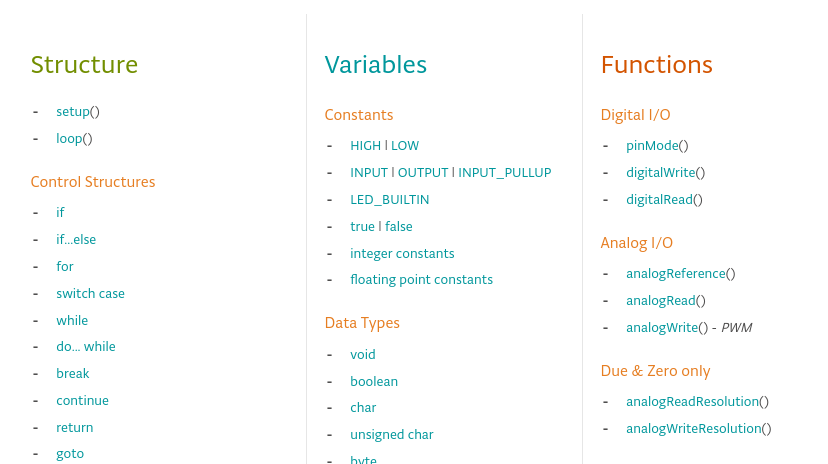 Structure
- setup()
- loop()
Control Structures
- if
- if...else
- for
- switch case
- while
- do... while
- break
- continue
- return
- goto
Variables
Constants
- HIGH | LOW
- INPUT | OUTPUT | INPUT_PULLUP
- LED_BUILTIN
- true | false
- integer constants
- floating point constants
Data Types
- void
- boolean
- char
- unsigned char
- byte
Functions
Digital I/O
- pinMode()
- digitalWrite()
- digitalRead()
Analog I/O
- analogReference()
- analogRead()
- analogWrite() - PWM
Due & Zero only
- analogReadResolution()
- analogWriteResolution()